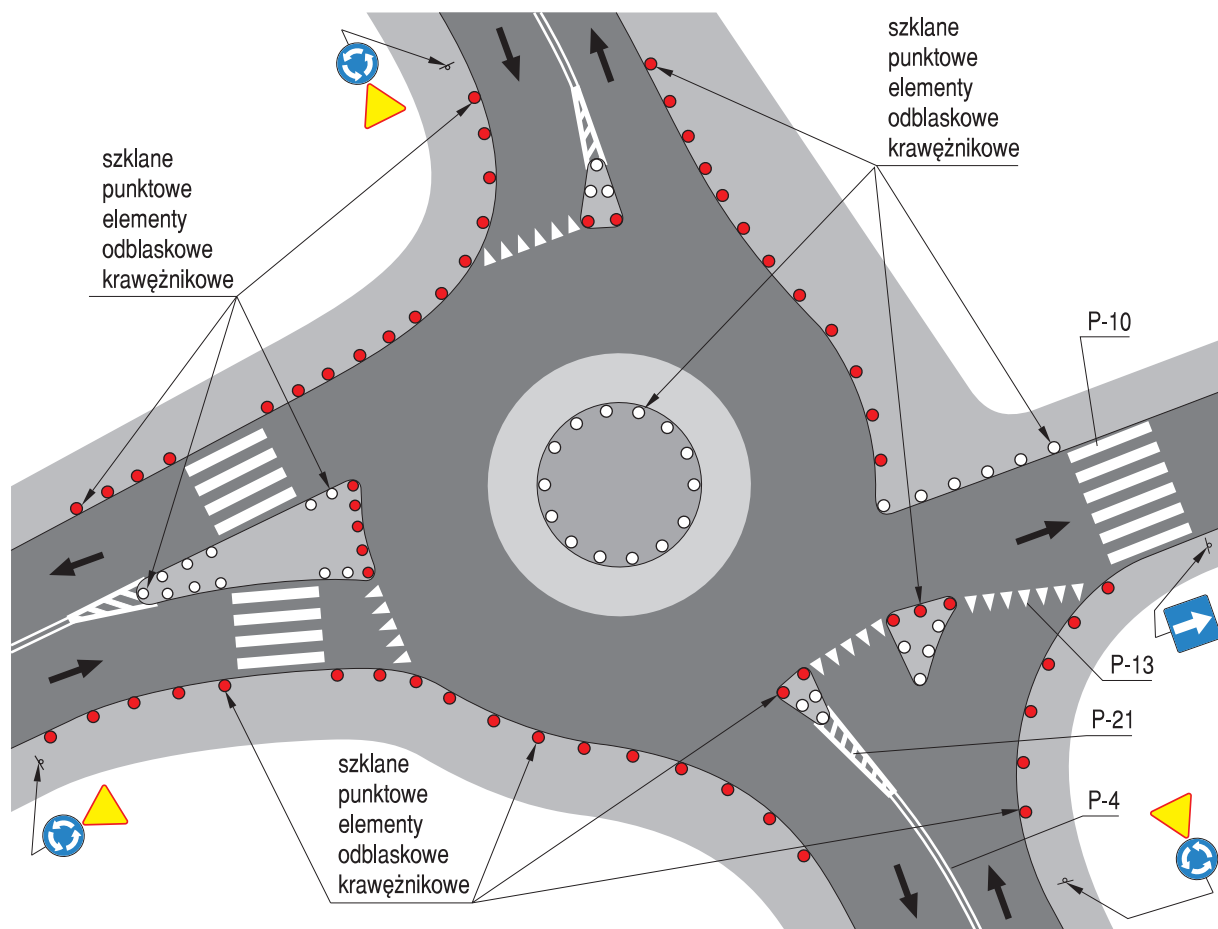 szklane
punktowe
elementy
odblaskowe
krawężnikowe
szklane
punktowe
elementy
odblaskowe
krawężnikowe
P-10
P-13
P-21
P-4
szklane
punktowe
elementy
odblaskowe
krawężnikowe